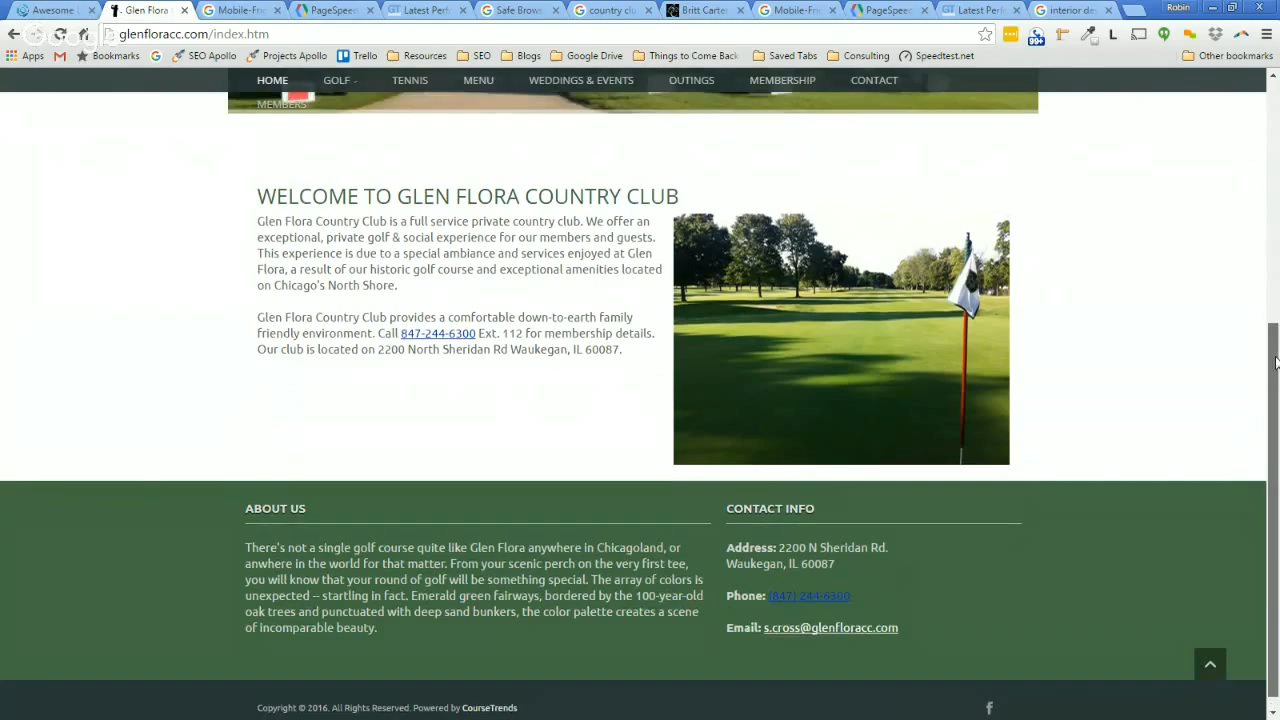 Awesome
Glen Flora
Mobile-Fri
PageSpeed
Latest Perf
Safe Brows
country clu
Britt Carter
Mobile-Fri
PageSpeed
Latest Perf
interior des
Robin
Google
glenfloracc.com/index.htm
99+
Apps
Bookmarks
SEO Apollo
Projects Apollo
Trello
Resources
SEO
Blogs
Google Drive
Things to Come Back
Saved Tabs
Consulting
Speedtest.net
Other bookmarks
HOME GOLF TENNIS MENU WEDDINGS & EVENTS OUTINGS MEMBERSHIP CONTACT
MEMBERS
WELCOME TO GLEN FLORA COUNTRY CLUB
Glen Flora Country Club is a full service private country club. We offer an
exceptional, private golf & social experience for our members and guests.
This experience is due to a special ambiance and services enjoyed at Glen
Flora, a result of our historic golf course and exceptional amenities located
on Chicago's North Shore.
Glen Flora Country Club provides a comfortable down-to-earth family
friendly environment. Call 847-244-6300 Ext. 112 for membership details.
Our club is located on 2200 North Sheridan Rd Waukegan, IL 60087.
ABOUT US
There's not a single golf course quite like Glen Flora anywhere in Chicagoland, or
anwhere in the world for that matter. From your scenic perch on the very first tee,
you will know that your round of golf will be something special. The array of colors is
unexpected -- startling in fact. Emerald green fairways, bordered by the 100-year-old
oak trees and punctuated with deep sand bunkers, the color palette creates a scene
of incomparable beauty.
CONTACT INFO
Address: 2200 N Sheridan Rd.
Waukegan, IL 60087
Phone: (847) 244-6300
Email: s.cross@glenfloracc.com
Copyright © 2016. All Rights Reserved. Powered by CourseTrends